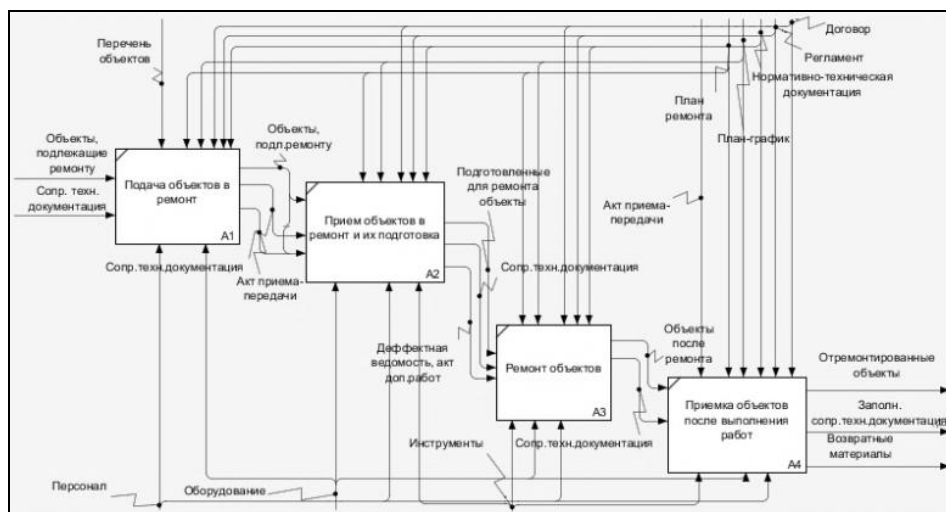 Перечень
объектов
Договор
Регламент
Нормативно-техническая
документация
План
ремонта
План-график
Объекты,
подлежащие
ремонту
Сопр. техн.
документация
Подача объектов в
ремонт
A1
Объекты,
подл.ремонту
Прием объектов в
ремонт и их подготовка
A2
Подготовленные
для ремонта
объекты
Акт приема-
передачи
Сопр.техн.документация
Акт приема-
передачи
Сопр.техн.документация
Деффектная
ведомость, акт
доп.работ
Ремонт объектов
A3
Объекты
после
ремонта
Приемка объектов
после выполнения
работ
A4
Отремонтированные
объекты
Заполн.
сопр.техн.документация
Возвратные
материалы
Инструменты
Сопр.техн.документация
Персонал
Оборудование